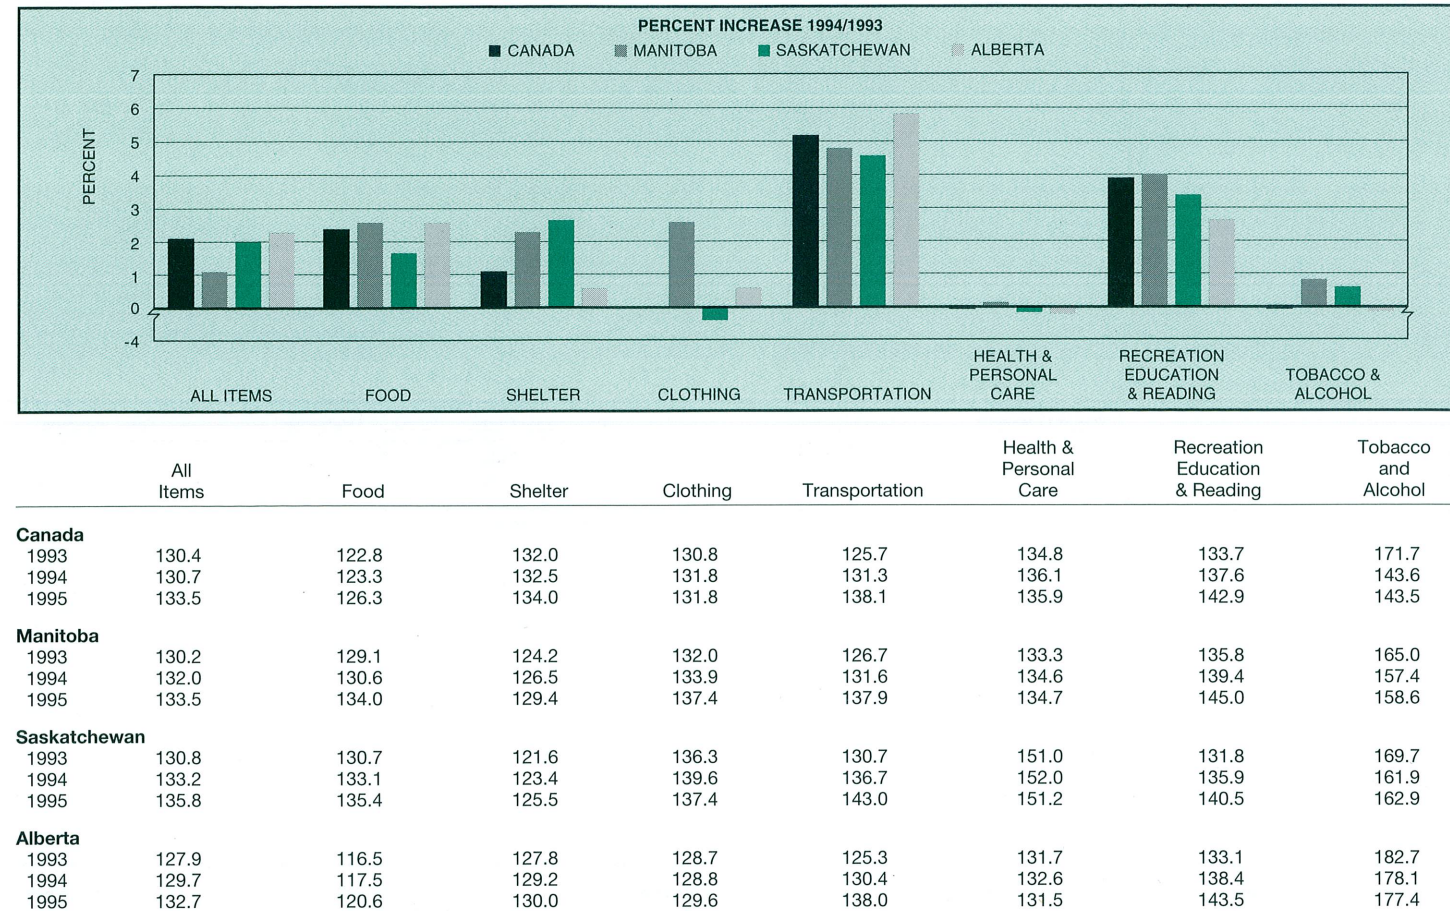 PERCENT INCREASE 1994/1993
CANADA MANITOBA SASKATCHEWAN ALBERTA
PERCENT
7
6
5
4
3
2
1
0
-4
ALL ITEMS FOOD SHELTER CLOTHING TRANSPORTATION HEALTH & PERSONAL CARE RECREATION EDUCATION & READING TOBACCO & ALCOHOL
All Items Food Shelter Clothing Transportation Health & Personal Care Recreation Education & Reading Tobacco and Alcohol
Canada
1993 130.4 122.8 132.0 130.8 125.7 134.8 133.7 171.7
1994 130.7 123.3 132.5 131.8 131.3 136.1 137.6 143.6
1995 133.5 126.3 134.0 131.8 138.1 135.9 142.9 143.5
Manitoba
1993 130.2 129.1 124.2 132.0 126.7 133.3 135.8 165.0
1994 132.0 130.6 126.5 133.9 131.6 134.6 139.4 157.4
1995 133.5 134.0 129.4 137.4 137.9 134.7 145.0 158.6
Saskatchewan
1993 130.8 130.7 121.6 136.3 130.7 151.0 131.8 169.7
1994 133.2 133.1 123.4 139.6 136.7 152.0 135.9 161.9
1995 135.8 135.4 125.5 137.4 143.0 151.2 140.5 162.9
Alberta
1993 127.9 116.5 127.8 128.7 125.3 131.7 133.1 182.7
1994 129.7 117.5 129.2 128.8 130.4 132.6 138.4 178.1
1995 132.7 120.6 130.0 129.6 138.0 131.5 143.5 177.4